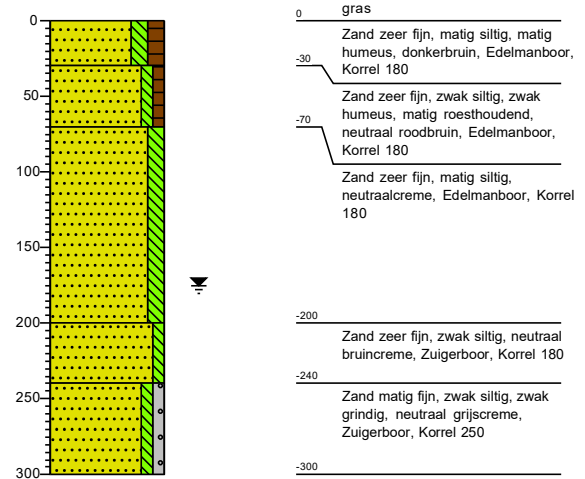 0
50
100
150
200
250
300
0
gras
Zand zeer fijn, matig siltig, matig
humeus, donkerbruin, Edelmanboor,
Korrel 180
-30
Zand zeer fijn, zwak siltig, zwak
humeus, matig roesthoudend,
neutraal roodbruin, Edelmanboor,
Korrel 180
-70
Zand zeer fijn, matig siltig,
neutraalcreme, Edelmanboor, Korrel
180
-200
Zand zeer fijn, zwak siltig, neutraal
bruincreme, Zuigerboor, Korrel 180
-240
Zand matig fijn, zwak siltig, zwak
grindig, neutraal grijscreme,
Zuigerboor, Korrel 250
-300